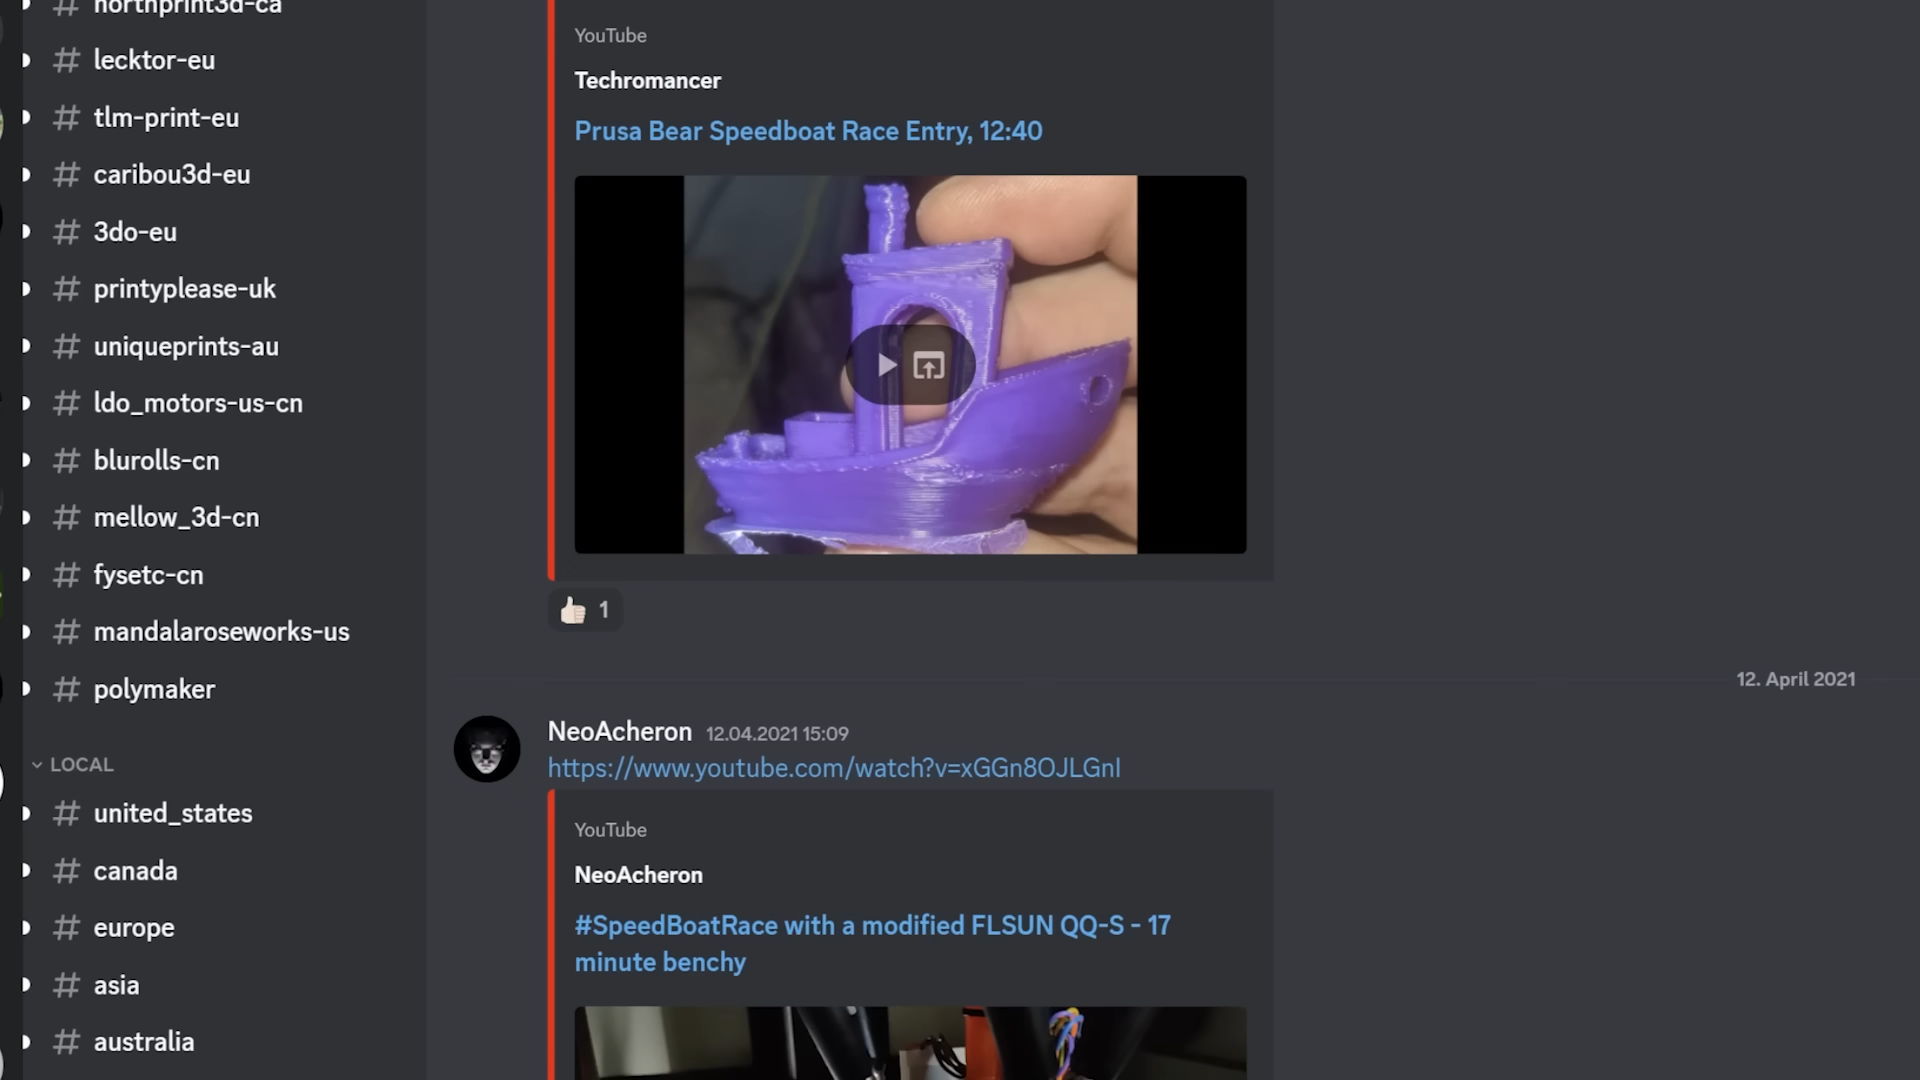 northprint3d-ca
lecktor-eu
tlm-print-eu
caribou3d-eu
3do-eu
printyplease-uk
uniqueprints-au
ldo_motors-us-cn
blurolls-cn
mellow_3d-cn
fysetc-cn
mandalaroseworks-us
polymaker
LOCAL
united_states
canada
europe
asia
australia
YouTube
Techromancer
Prusa Bear Speedboat Race Entry, 12:40
1
12. April 2021
NeoAcheron 12.04.2021 15:09
https://www.youtube.com/watch?v=xGGn8OJLGnI
YouTube
NeoAcheron
#SpeedBoatRace with a modified FLSUN QQ-S - 17
minute benchy